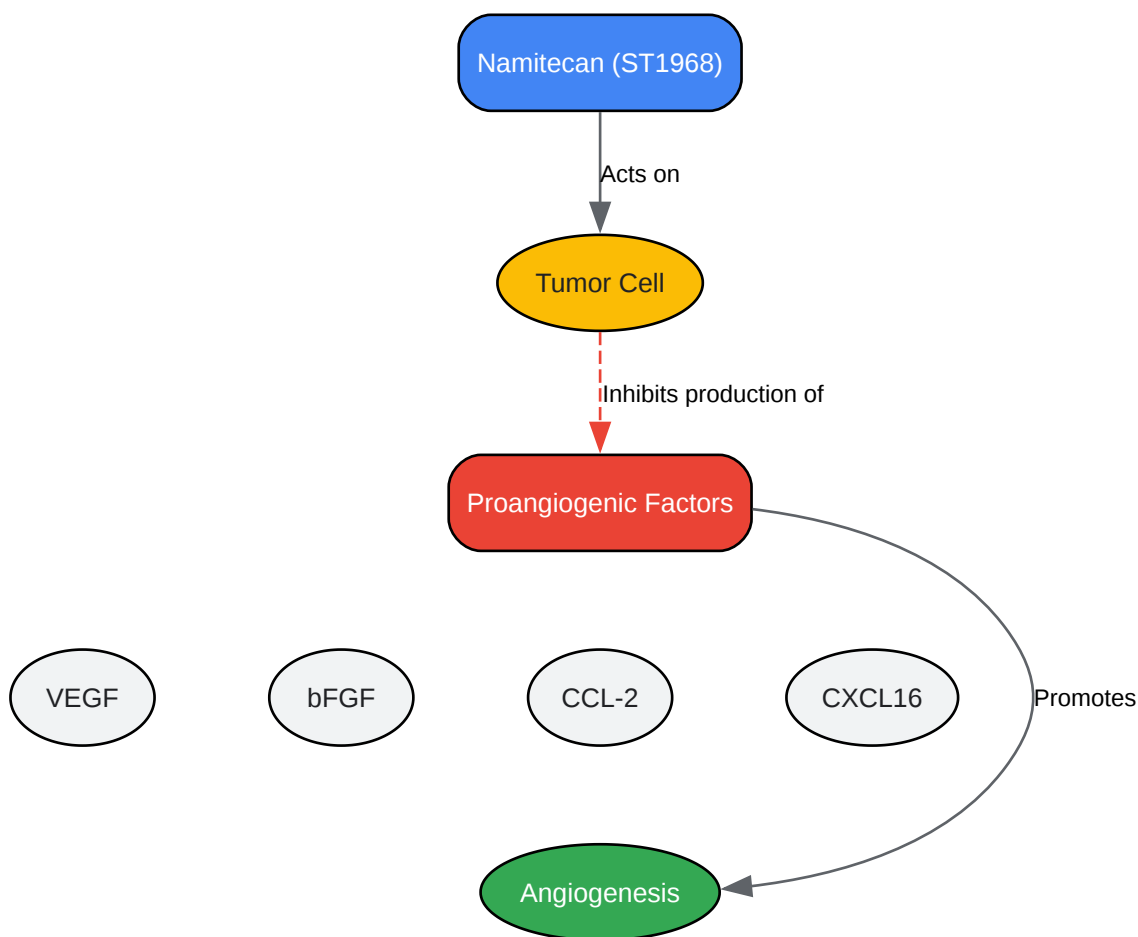 Namitecan (ST1968)
Acts on
Tumor Cell
Inhibits production of
Proangiogenic Factors
VEGF
bFGF
CCL-2
CXCL16
Promotes
Angiogenesis